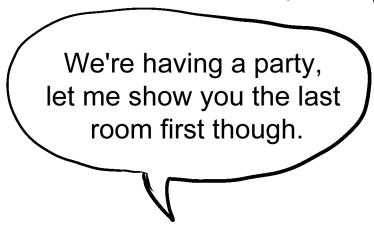 We're having a party,
let me show you the last
room first though.